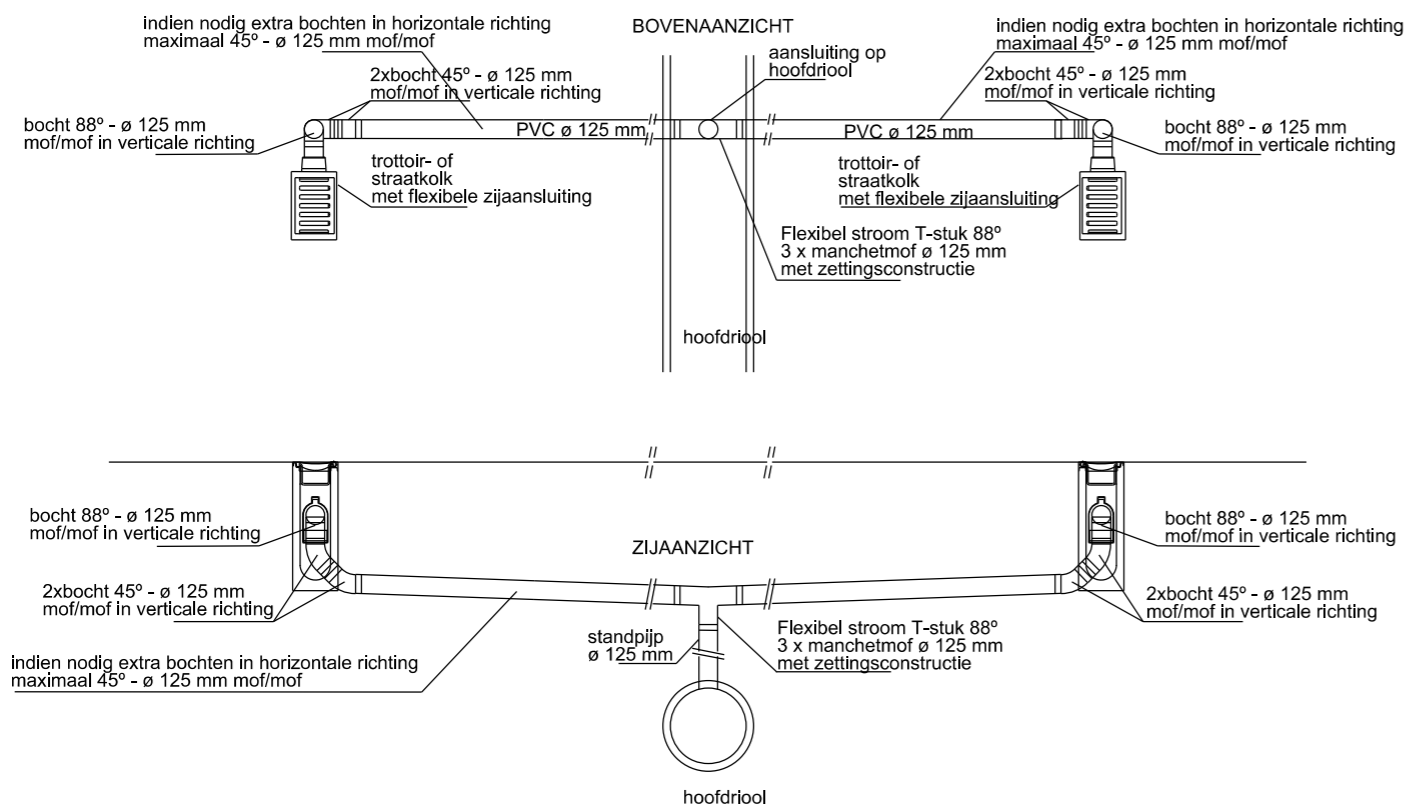 BOVENAANZICHT
indien nodig extra bochten in horizontale richting
maximaal 45º - ø 125 mm mof/mof
2xbocht 45º - ø 125 mm
mof/mof in verticale richting
bocht 88º - ø 125 mm
mof/mof in verticale richting
PVC ø 125 mm
trottoir- of
straatkolk
met flexibele zijaansluiting
aansluiting op
hoofdriool
indien nodig extra bochten in horizontale richting
maximaal 45º - ø 125 mm mof/mof
2xbocht 45º - ø 125 mm
mof/mof in verticale richting
PVC ø 125 mm
bocht 88º - ø 125 mm
mof/mof in verticale richting
trottoir- of
straatkolk
met flexibele zijaansluiting
Flexibel stroom T-stuk 88º
3 x manchetmof ø 125 mm
met zettingsconstructie
hoofdriool
ZIJAANZICHT
bocht 88º - ø 125 mm
mof/mof in verticale richting
2xbocht 45º - ø 125 mm
mof/mof in verticale richting
indien nodig extra bochten in horizontale richting
maximaal 45º - ø 125 mm mof/mof
standpijp
ø 125 mm
Flexibel stroom T-stuk 88º
3 x manchetmof ø 125 mm
met zettingsconstructie
bocht 88º - ø 125 mm
mof/mof in verticale richting
2xbocht 45º - ø 125 mm
mof/mof in verticale richting
hoofdriool